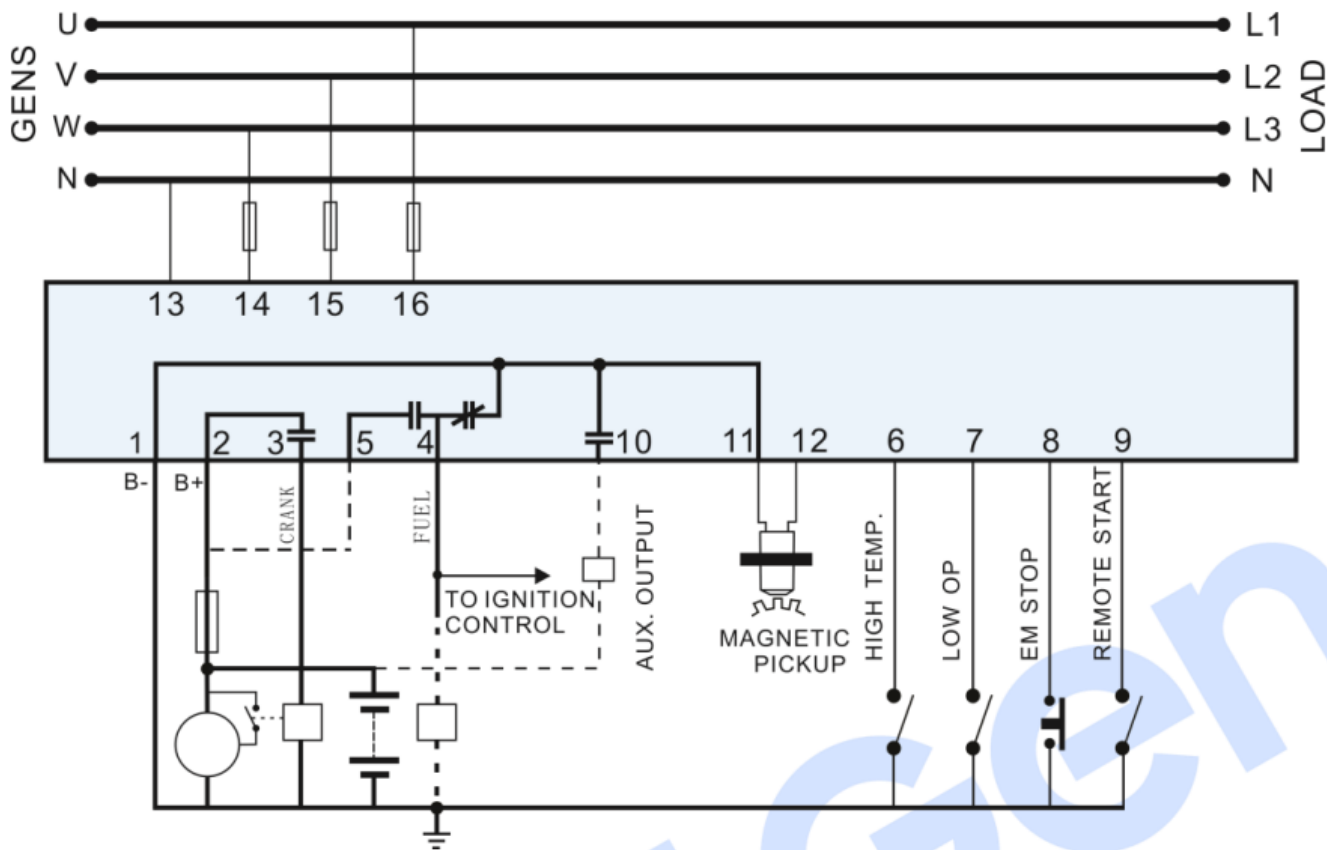 U
L1
V
L2
W
L3
N
N
GENS
LOAD
13
14
15
16
1
2
3
5
4
10
11
12
6
7
8
9
B-
B+
CRANK
FUEL
TO IGNITION
CONTROL
AUX. OUTPUT
MAGNETIC
PICKUP
HIGH TEMP.
LOW OP
EM STOP
REMOTE START
Gen